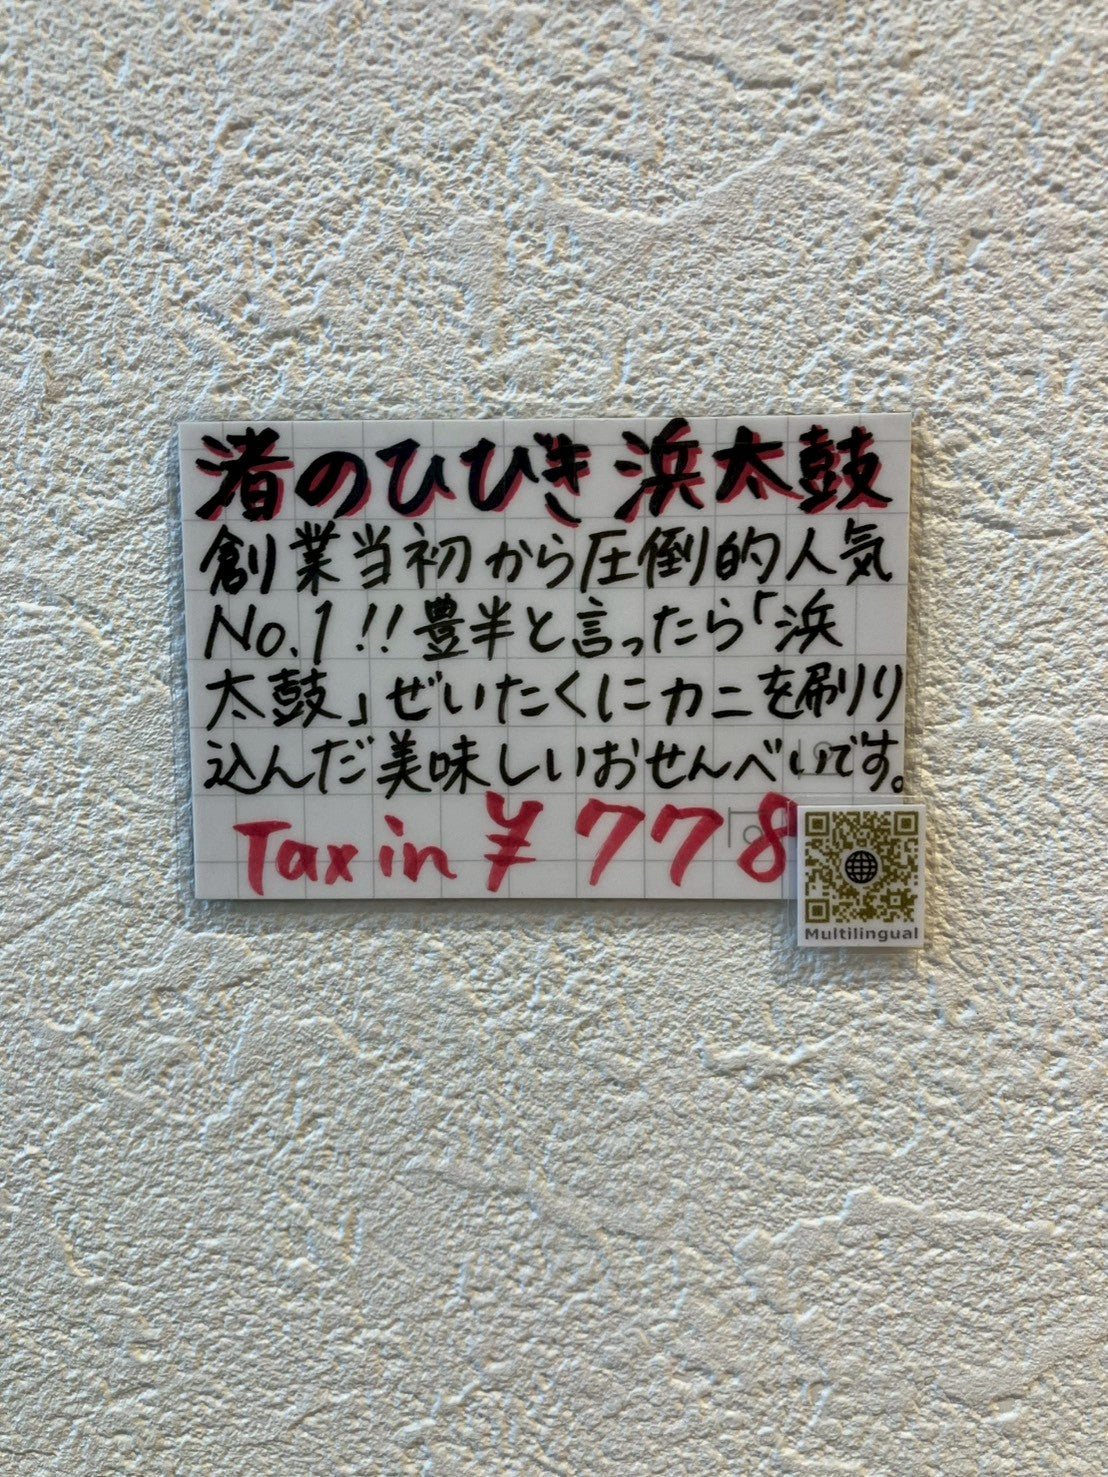 渚のひびき 浜太鼓
創業当初から圧倒的人気
No.1!!豊半と言ったら「浜
太鼓」ぜいたくにカニを刷りり
込んだ美味しいおせんべいです。
Tax in ¥778
Multilingual